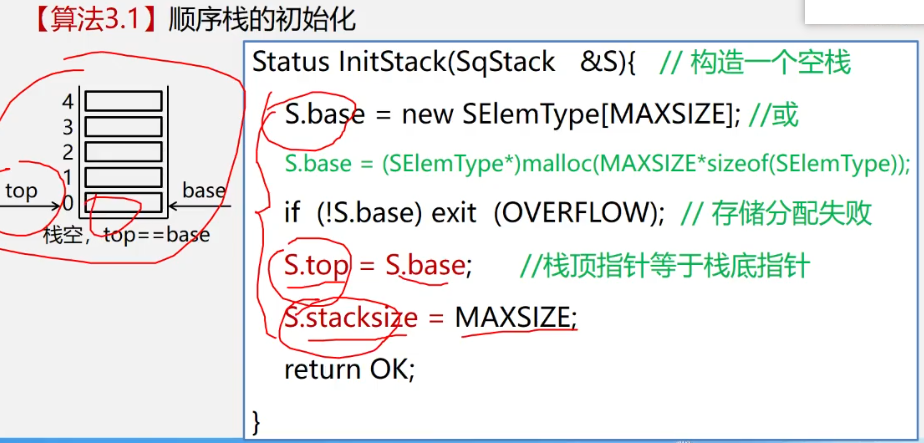 【算法3.1】顺序栈的初始化
Status InitStack(SqStack &S){ // 构造一个空栈
S.base = new SElemType[MAXSIZE]; //或
S.base = (SElemType*)malloc(MAXSIZE*sizeof(SElemType));
if (!S.base) exit (OVERFLOW); // 存储分配失败
S.top = S.base; //栈顶指针等于栈底指针
S.stacksize = MAXSIZE;
return OK;
}
4
3
2
1
top 0 base
栈空，top==base